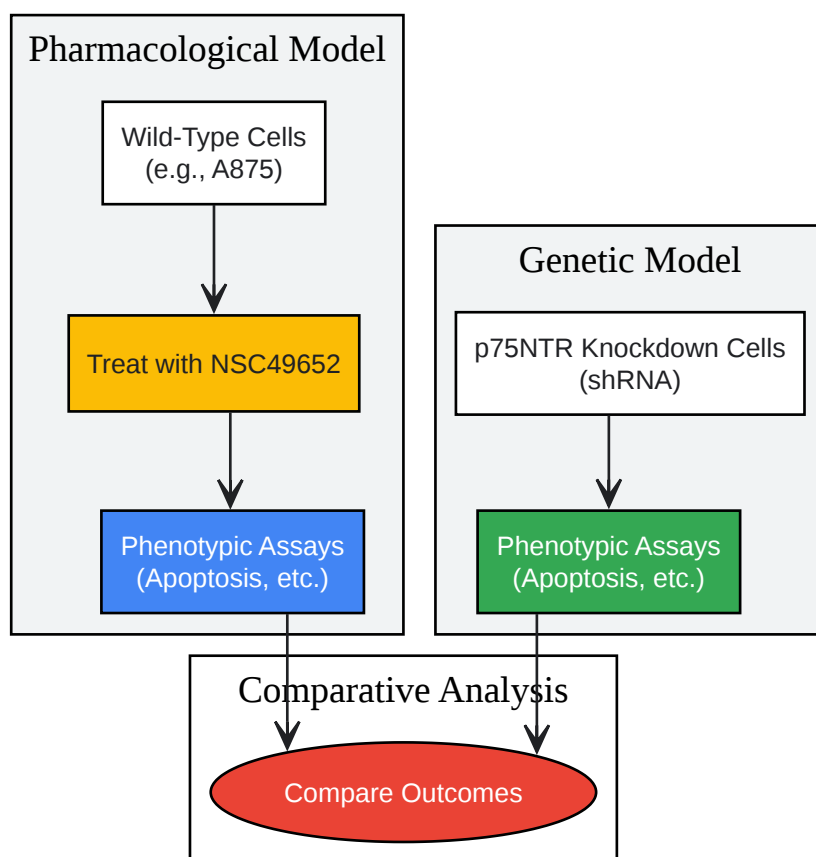 Pharmacological Model
Wild-Type Cells
(e.g., A875)
Treat with NSC49652
Phenotypic Assays
(Apoptosis, etc.)
Genetic Model
p75NTR Knockdown Cells
(shRNA)
Phenotypic Assays
(Apoptosis, etc.)
Comparative Analysis
Compare Outcomes